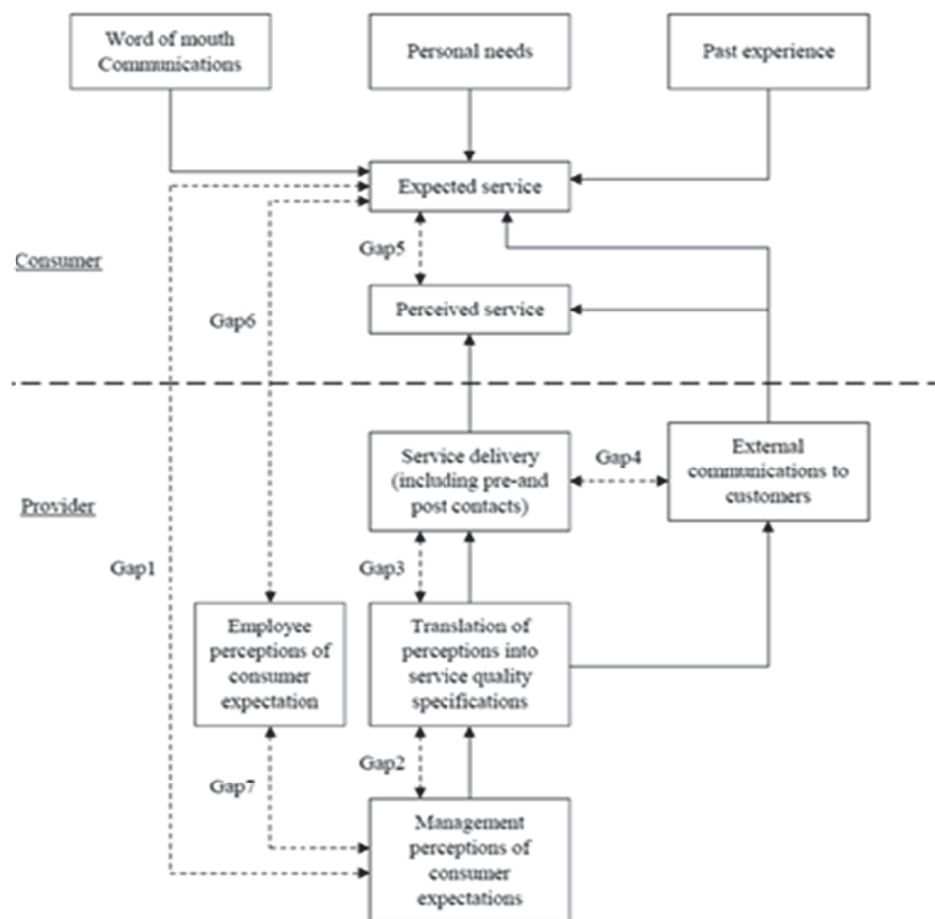 Word of mouth
Communications
Personal needs
Past experience
Expected service
Gap5
Consumer
Perceived service
Gap6
Service delivery
(including pre-and
post contacts)
Gap4
External
communications to
customers
Provider
Gap1
Gap3
Employee
perceptions of
consumer
expectation
Translation of
perceptions into
service quality
specifications
Gap2
Gap7
Management
perceptions of
consumer
expectations